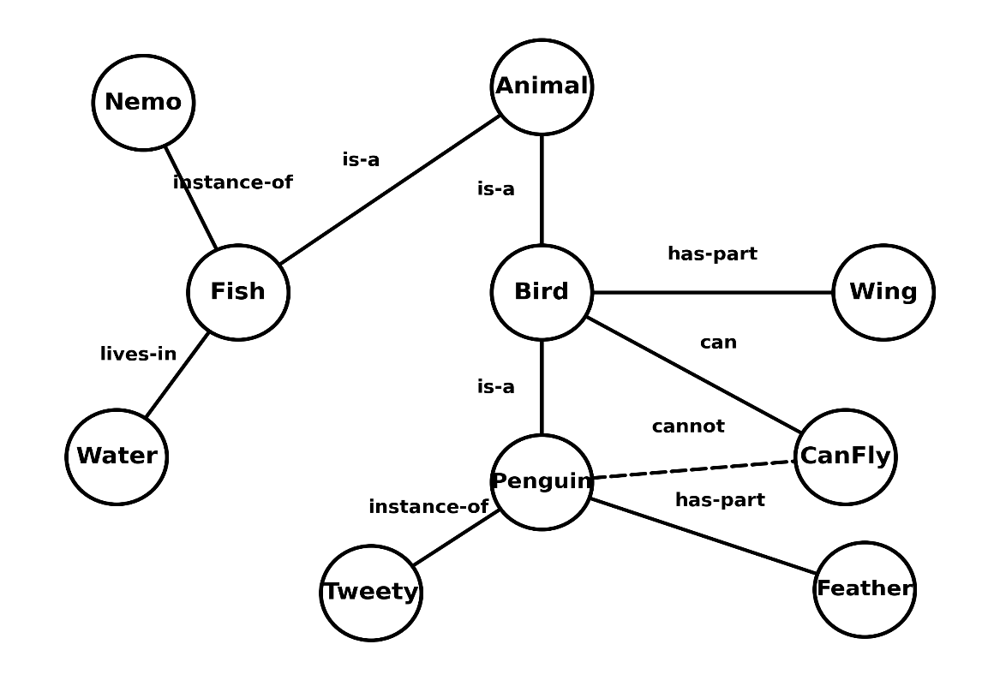 Animal
Nemo
is-a
instance-of
is-a
has-part
Fish
Bird
Wing
can
lives-in
is-a
cannot
Water
CanFly
Penguin
has-part
instance-of
Feather
Tweety